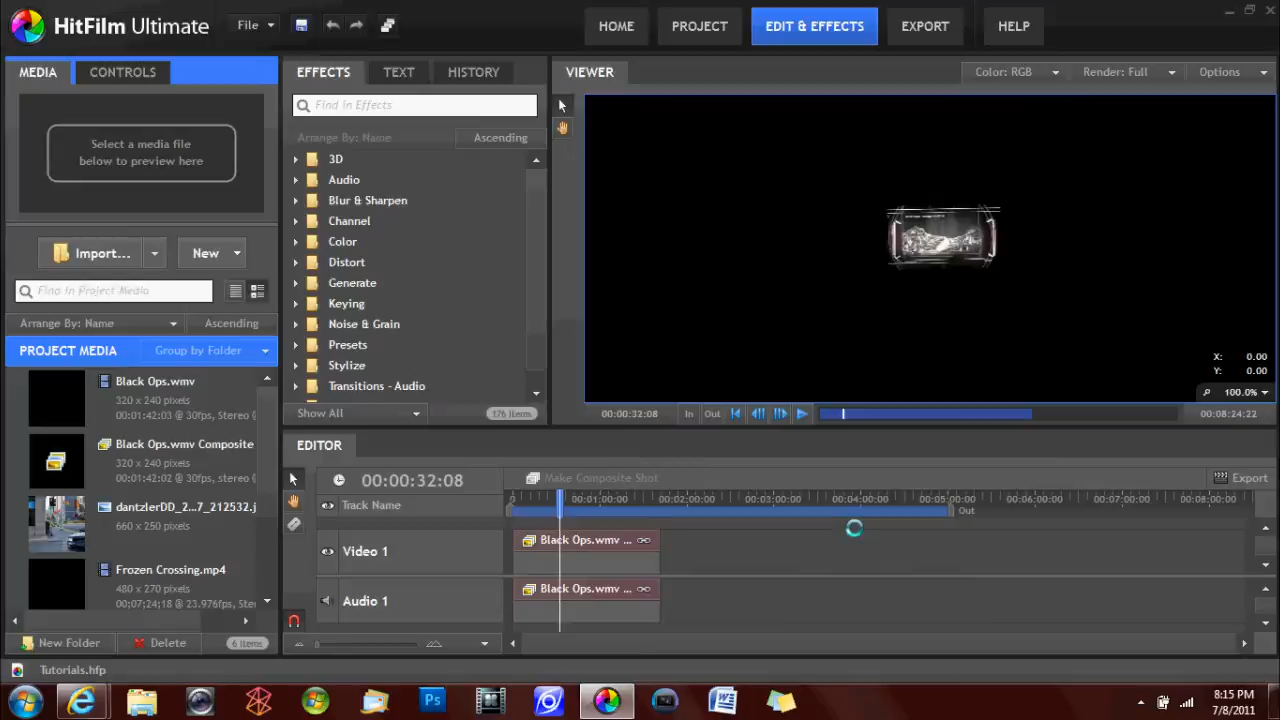 HitFilm Ultimate
File
HOME
PROJECT
EDIT & EFFECTS
EXPORT
HELP
MEDIA
CONTROLS
Select a media file
below to preview here
Import...
New
Find in Project Media
Arrange By: Name
Ascending
PROJECT MEDIA
Group by Folder
Black Ops.wmv
320 x 240 pixels
00:01:42:03 @ 30fps, Stereo @
Black Ops.wmv Composite
320 x 240 pixels
00:01:42:02 @ 30fps, stereo @
dantzlerDD_2...7_212532.j
660 x 250 pixels
Frozen Crossing.mp4
480 x 270 pixels
00;07;24;18 @ 23.976fps, Ste
New Folder
Delete
6 items
EFFECTS
TEXT
HISTORY
Find in Effects
Arrange By: Name
Ascending
3D
Audio
Blur & Sharpen
Channel
Color
Distort
Generate
Keying
Noise & Grain
Presets
Stylize
Transitions - Audio
Show All
176 items
VIEWER
Color: RGB
Render: Full
Options
X: 0.00
Y: 0.00
100.0%
00:00:32:08
In
Out
00:08:24:22
EDITOR
00:00:32:08
Make Composite Shot
Export
0
00:01:00:00
00:02:00:00
00:03:00:00
00:04:00:00
00:05:00:00
00:06:00:00
00:07:00:00
00:08:00:00
Track Name
Out
Video 1
Black Ops.wmv ...
Audio 1
Black Ops.wmv ...
Tutorials.hfp
Ps
8:15 PM
7/8/2011